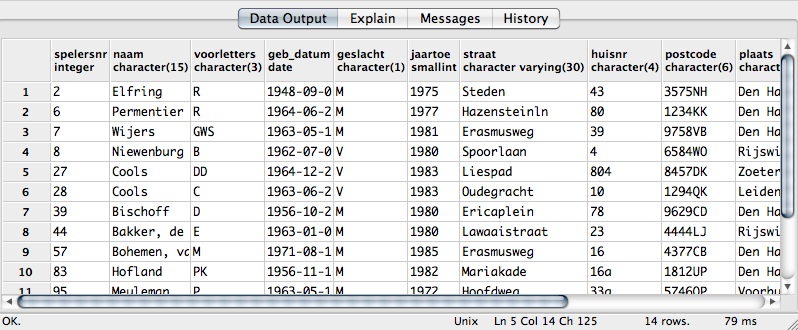 Data Output Explain Messages History
spelersnr naam voorletters geb_datum geslacht jaartoe straat huisnr postcode plaats
integer character(15) character(3) date character(1) smallint character varying(30) character(4) character(6) charact
1 2 Elfring R 1948-09-0 M 1975 Steden 43 3575NH Den Ha
2 6 Permentier R 1964-06-2 M 1977 Hazensteinln 80 1234KK Den Ha
3 7 Wijers GWS 1963-05-1 M 1981 Erasmusweg 39 9758VB Den Ha
4 8 Niewenburg B 1962-07-0 V 1980 Spoorlaan 4 6584WO Rijswi
5 27 Cools DD 1964-12-2 V 1983 Liespad 804 8457DK Zoeter
6 28 Cools C 1963-06-2 V 1983 Oudegracht 10 1294QK Leiden
7 39 Bischoff D 1956-10-2 M 1980 Ericaplein 78 9629CD Den Ha
8 44 Bakker, de E 1963-01-0 M 1980 Lawaaistraat 23 4444LJ Rijswi
9 57 Bohemen, va M 1971-08-1 M 1985 Erasmusweg 16 4377CB Den Ha
10 83 Hofland PK 1956-11-1 M 1982 Mariakade 16a 1812UP Den Ha
11 95 Meuleman P 1963-05-1 M 1972 Hoofdweg 33a 5746OP Voorbu
OK. Unix Ln 5 Col 14 Ch 125 14 rows. 79 ms